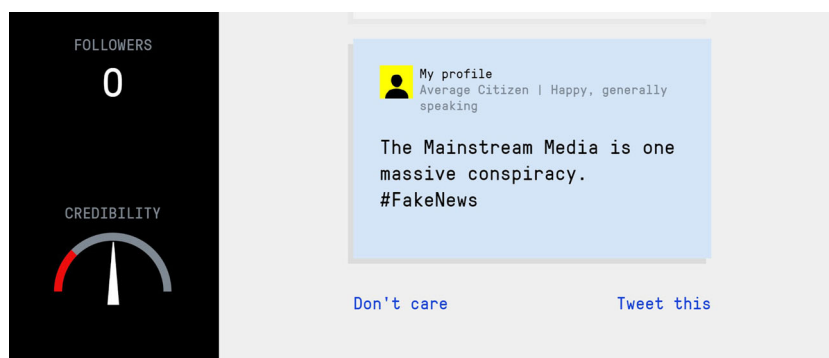 FOLLOWERS
0
CREDIBILITY
My profile
Average Citizen | Happy, generally
speaking
The Mainstream Media is one
massive conspiracy.
#FakeNews
Don't care
Tweet this